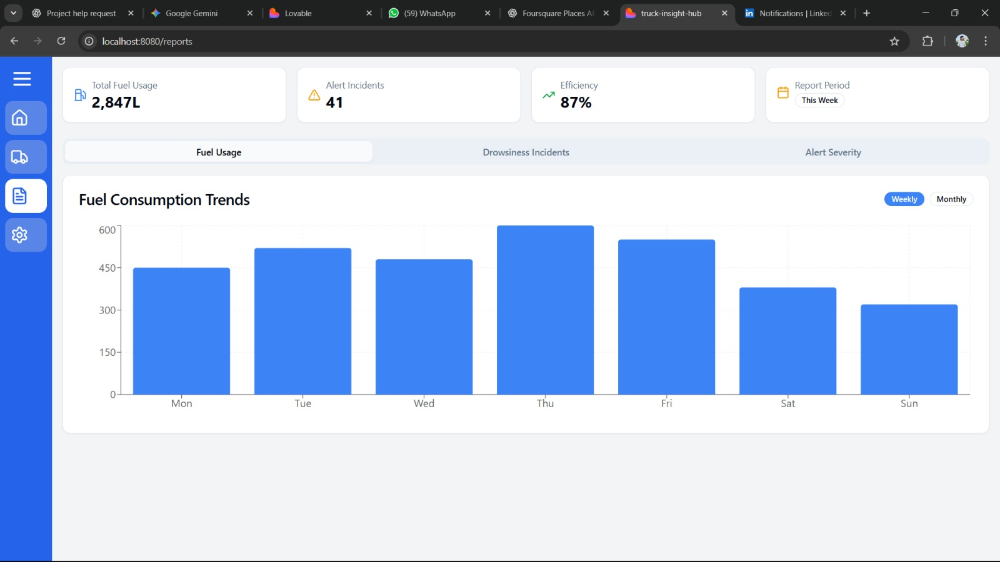 Project help request
Google Gemini
Lovable
(59) WhatsApp
Foursquare Places A
truck-insight-hub
Notifications | Linked
localhost:8080/reports
Total Fuel Usage
2,847L
Alert Incidents
41
Efficiency
87%
Report Period
This Week
Fuel Usage
Drowsiness Incidents
Alert Severity
Fuel Consumption Trends
Weekly
Monthly
600
450
300
150
0
Mon
Tue
Wed
Thu
Fri
Sat
Sun